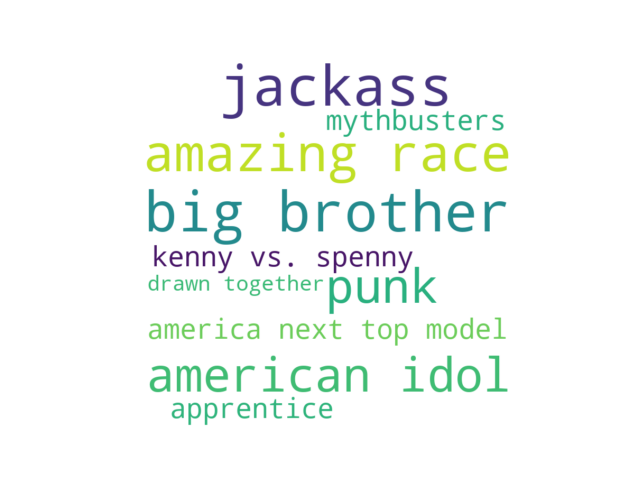 jackass
mythbusters
amazing race
big brother
kenny vs. spenny
drawn together
punk
america next top model
american idol
apprentice